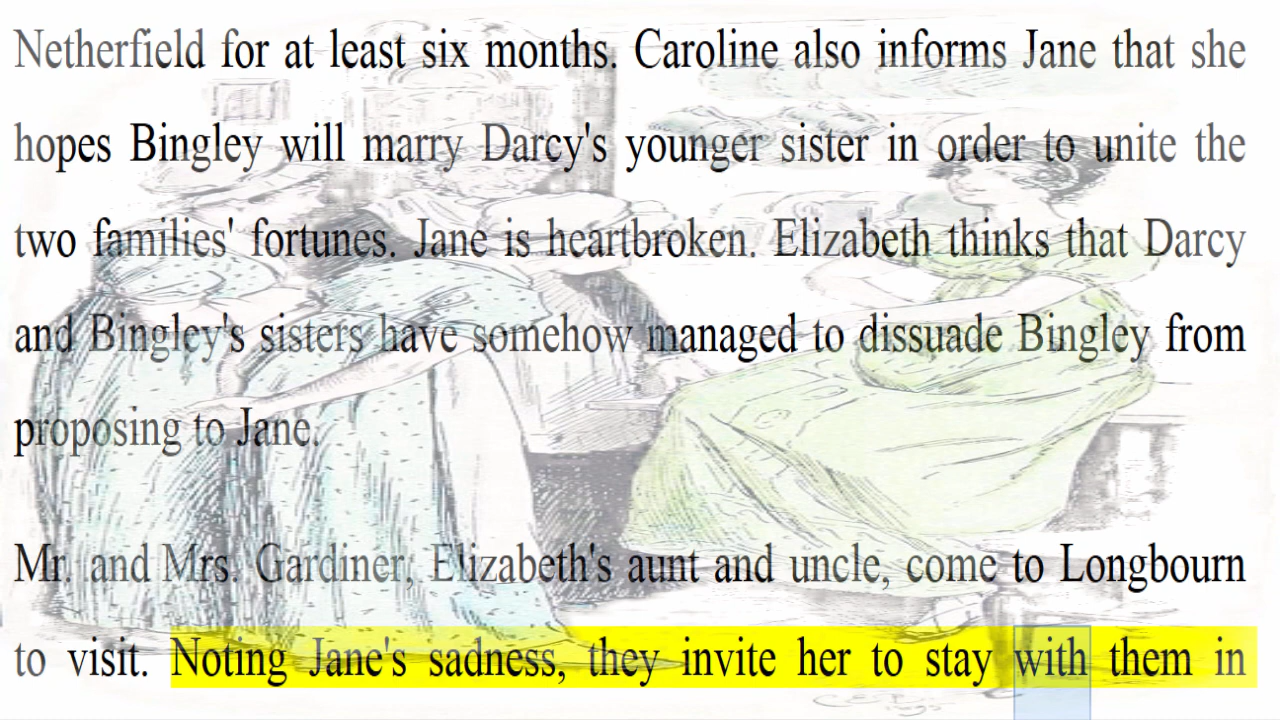 Netherfield for at least six months. Caroline also informs Jane that she
hopes Bingley will marry Darcy's younger sister in order to unite the
two families' fortunes. Jane is heartbroken. Elizabeth thinks that Darcy
and Bingley's sisters have somehow managed to dissuade Bingley from
proposing to Jane.
Mr. and Mrs. Gardiner, Elizabeth's aunt and uncle, come to Longbourn
to visit. Noting Jane's sadness, they invite her to stay with them in